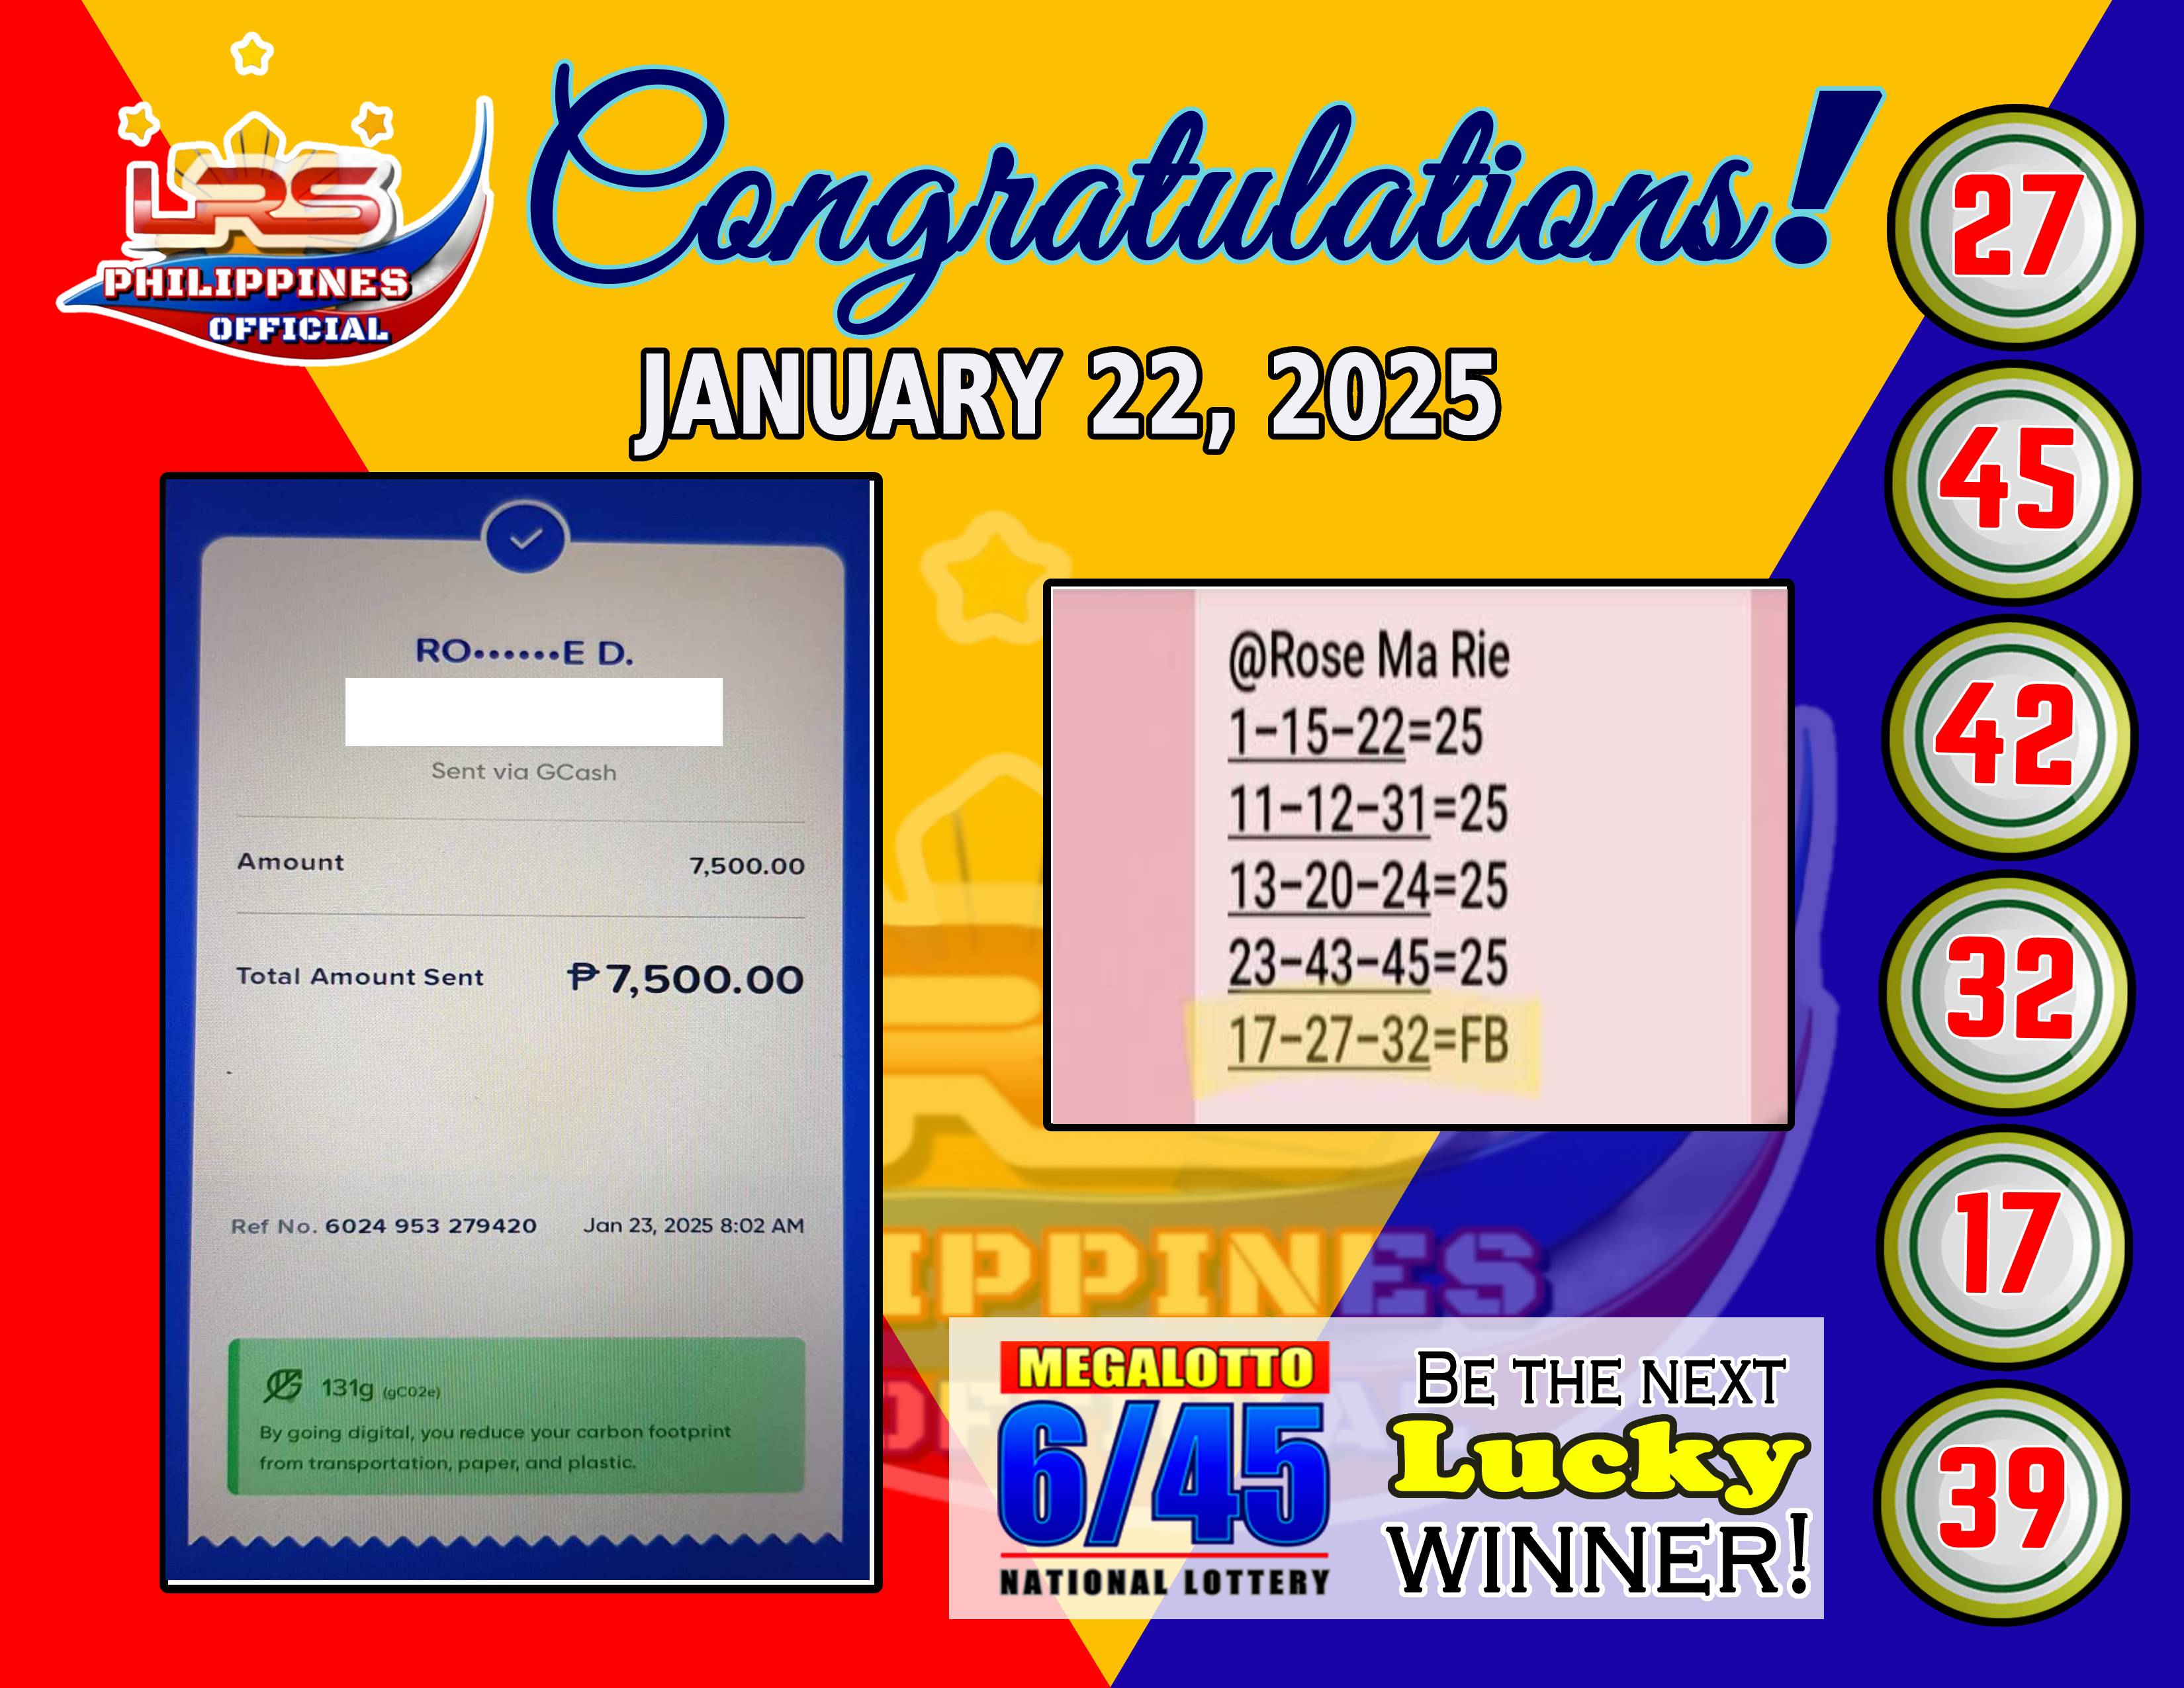 LRS
PHILIPPINES
OFFICIAL
Congratulations!
JANUARY 22, 2025
RO••••••E D.
Sent via GCash
Amount 7,500.00
Total Amount Sent ₱7,500.00
Ref No. 6024 953 279420 Jan 23, 2025 8:02 AM
131g (gCO2e)
By going digital, you reduce your carbon footprint
from transportation, paper, and plastic.
@Rose Ma Rie
1-15-22=25
11-12-31=25
13-20-24=25
23-43-45=25
17-27-32=FB
MEGALOTTO
6/45
NATIONAL LOTTERY
BE THE NEXT
Lucky
WINNER!
27
45
42
32
17
39
IPPINES